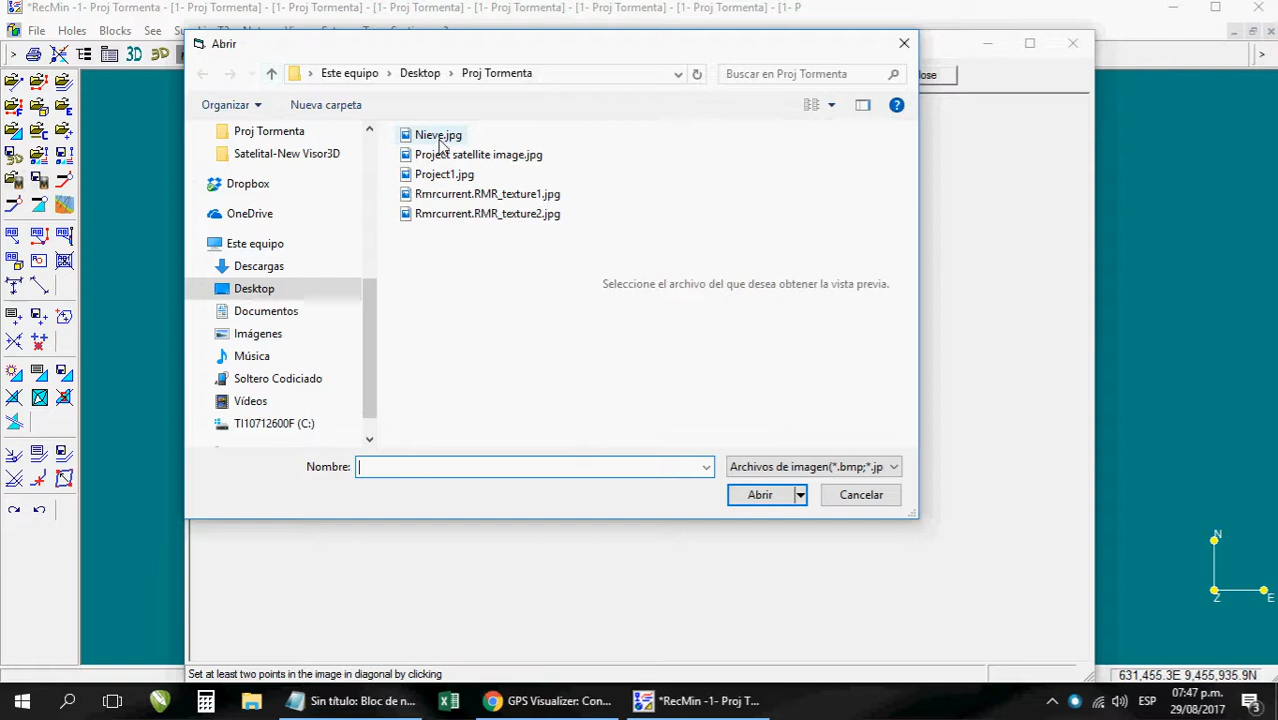 *RecMin -1- Proj Tormenta - [1- Proj Tormenta - [1- Proj Tormenta - [1- Proj Tormenta - [1- Proj Tormenta - [1- Proj Tormenta - [1- P
File Holes Blocks See
Abrir
Este equipo > Desktop > Proj Tormenta
Buscar en Proj Tormenta
lose
Organizar
Nueva carpeta
Proj Tormenta
Satelital-New Visor3D
Dropbox
OneDrive
Este equipo
Descargas
Desktop
Documentos
Imágenes
Música
Soltero Codiciado
Vídeos
TI10712600F (C:)
Nieve.jpg
Project satellite image.jpg
Project1.jpg
Rmrcurrent.RMR_texture1.jpg
Rmrcurrent.RMR_texture2.jpg
Seleccione el archivo del que desea obtener la vista previa.
Nombre:
Archivos de imagen(*.bmp;*.jp
Abrir
Cancelar
N
Z
E
Set at least two points in the image in diagonal by clicking
631,455.3E 9,455,935.9N
Sin título: Bloc de n...
GPS Visualizer: Con...
*RecMin -1- Proj T...
ESP
07:47 p.m.
29/08/2017
3